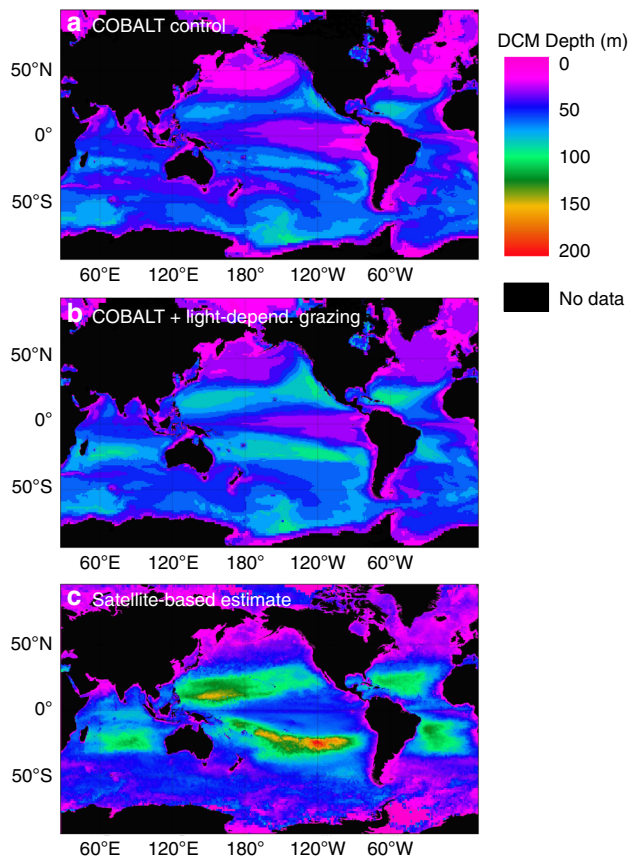 a COBALT control
DCM Depth (m)
0
50
100
150
200
No data
50°N
0°
50°S
60°E 120°E 180° 120°W 60°W
b COBALT + light-depend. grazing
50°N
0°
50°S
60°E 120°E 180° 120°W 60°W
c Satellite-based estimate
50°N
0°
50°S
60°E 120°E 180° 120°W 60°W